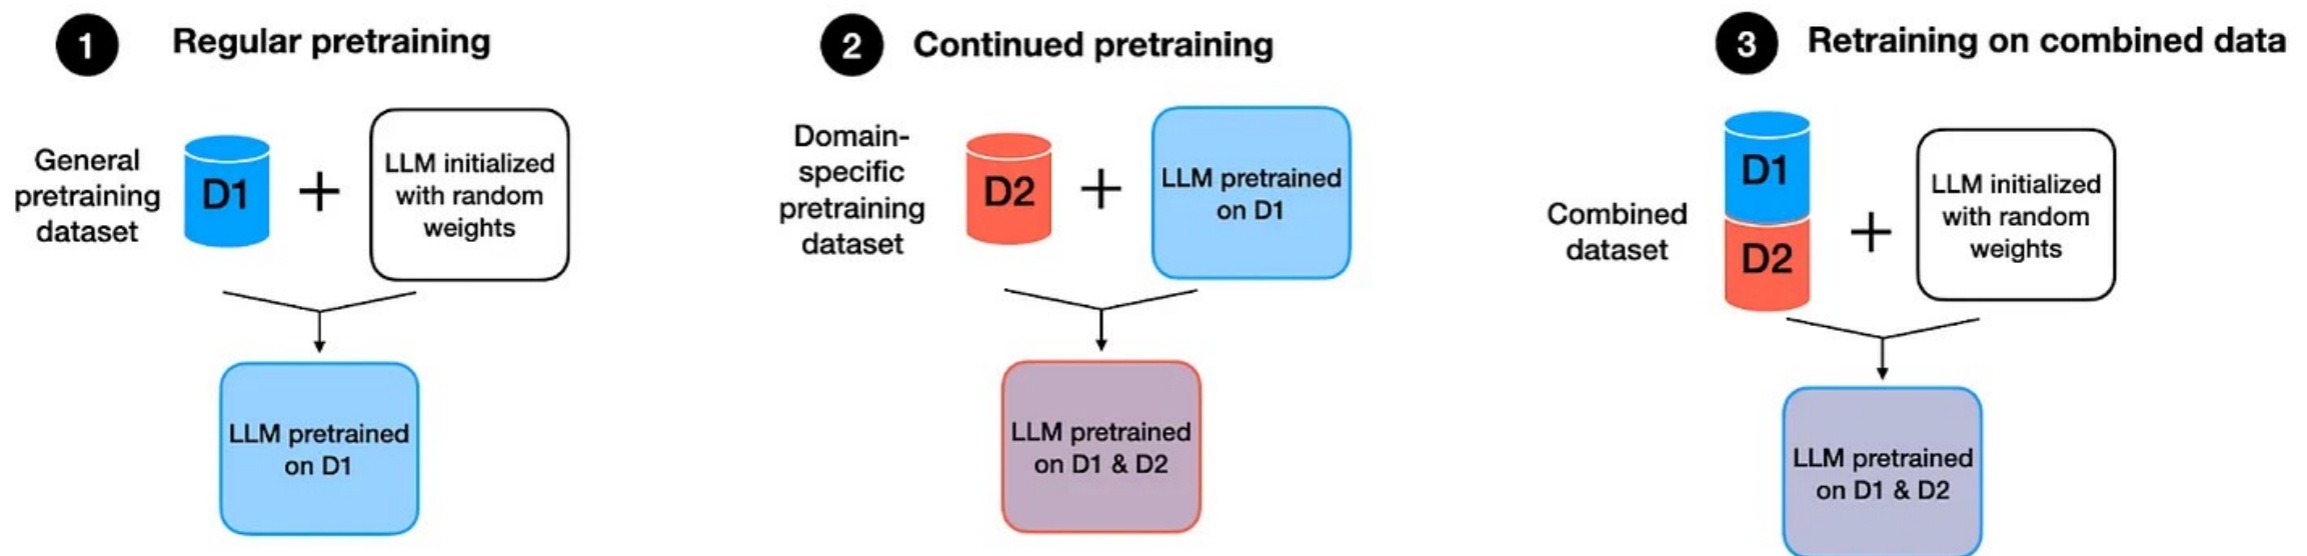 1 Regular pretraining
General
pretraining
dataset
D1
+
LLM initialized
with random
weights
LLM pretrained
on D1
2 Continued pretraining
Domain-
specific
pretraining
dataset
D2
+
LLM pretrained
on D1
LLM pretrained
on D1 & D2
3 Retraining on combined data
Combined
dataset
D1
D2
+
LLM initialized
with random
weights
LLM pretrained
on D1 & D2